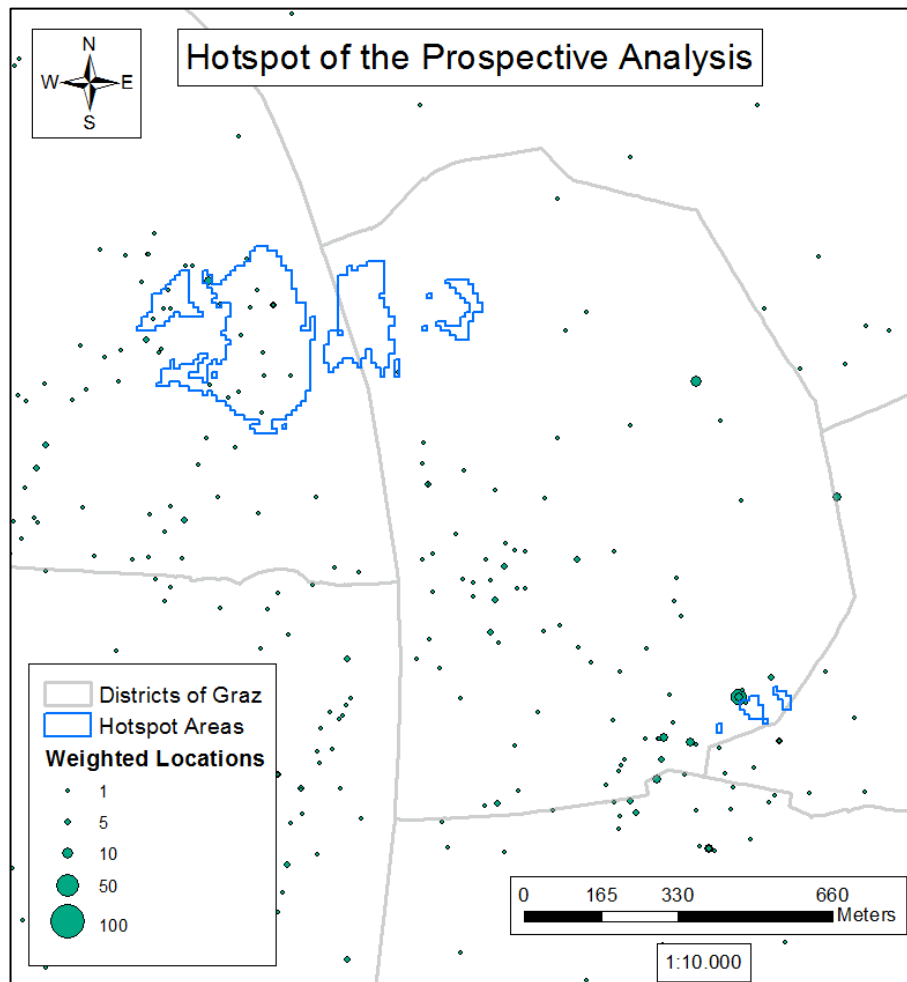 Hotspot of the Prospective Analysis
N
W E
S
Districts of Graz
Hotspot Areas
Weighted Locations
1
5
10
50
100
0 165 330 660
Meters
1:10.000